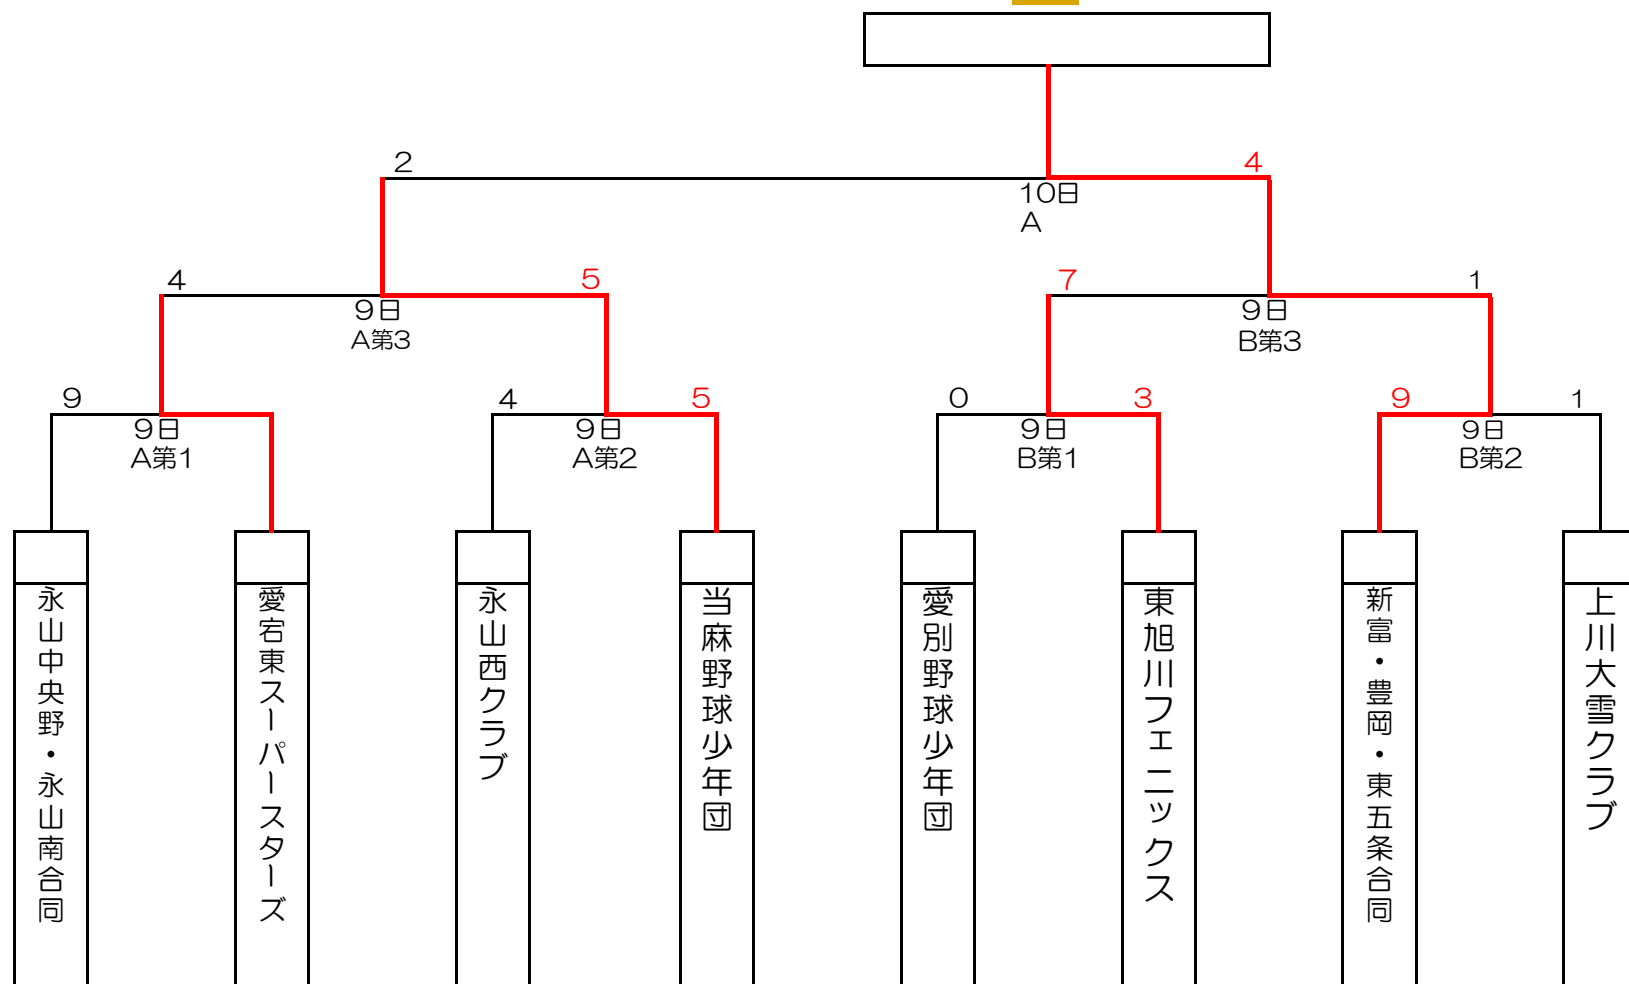 2
4
10日
A
4
5
7
1
9日
A第3
9日
B第3
9
4
5
0
3
9
1
9日
A第1
9日
A第2
9日
B第1
9日
B第2
永山中央野・永山南合同
愛宕東スーパースターズ
永山西クラブ
当麻野球少年団
愛別野球少年団
東旭川フェニックス
新富・豊岡・東五条合同
上川大雪クラブ